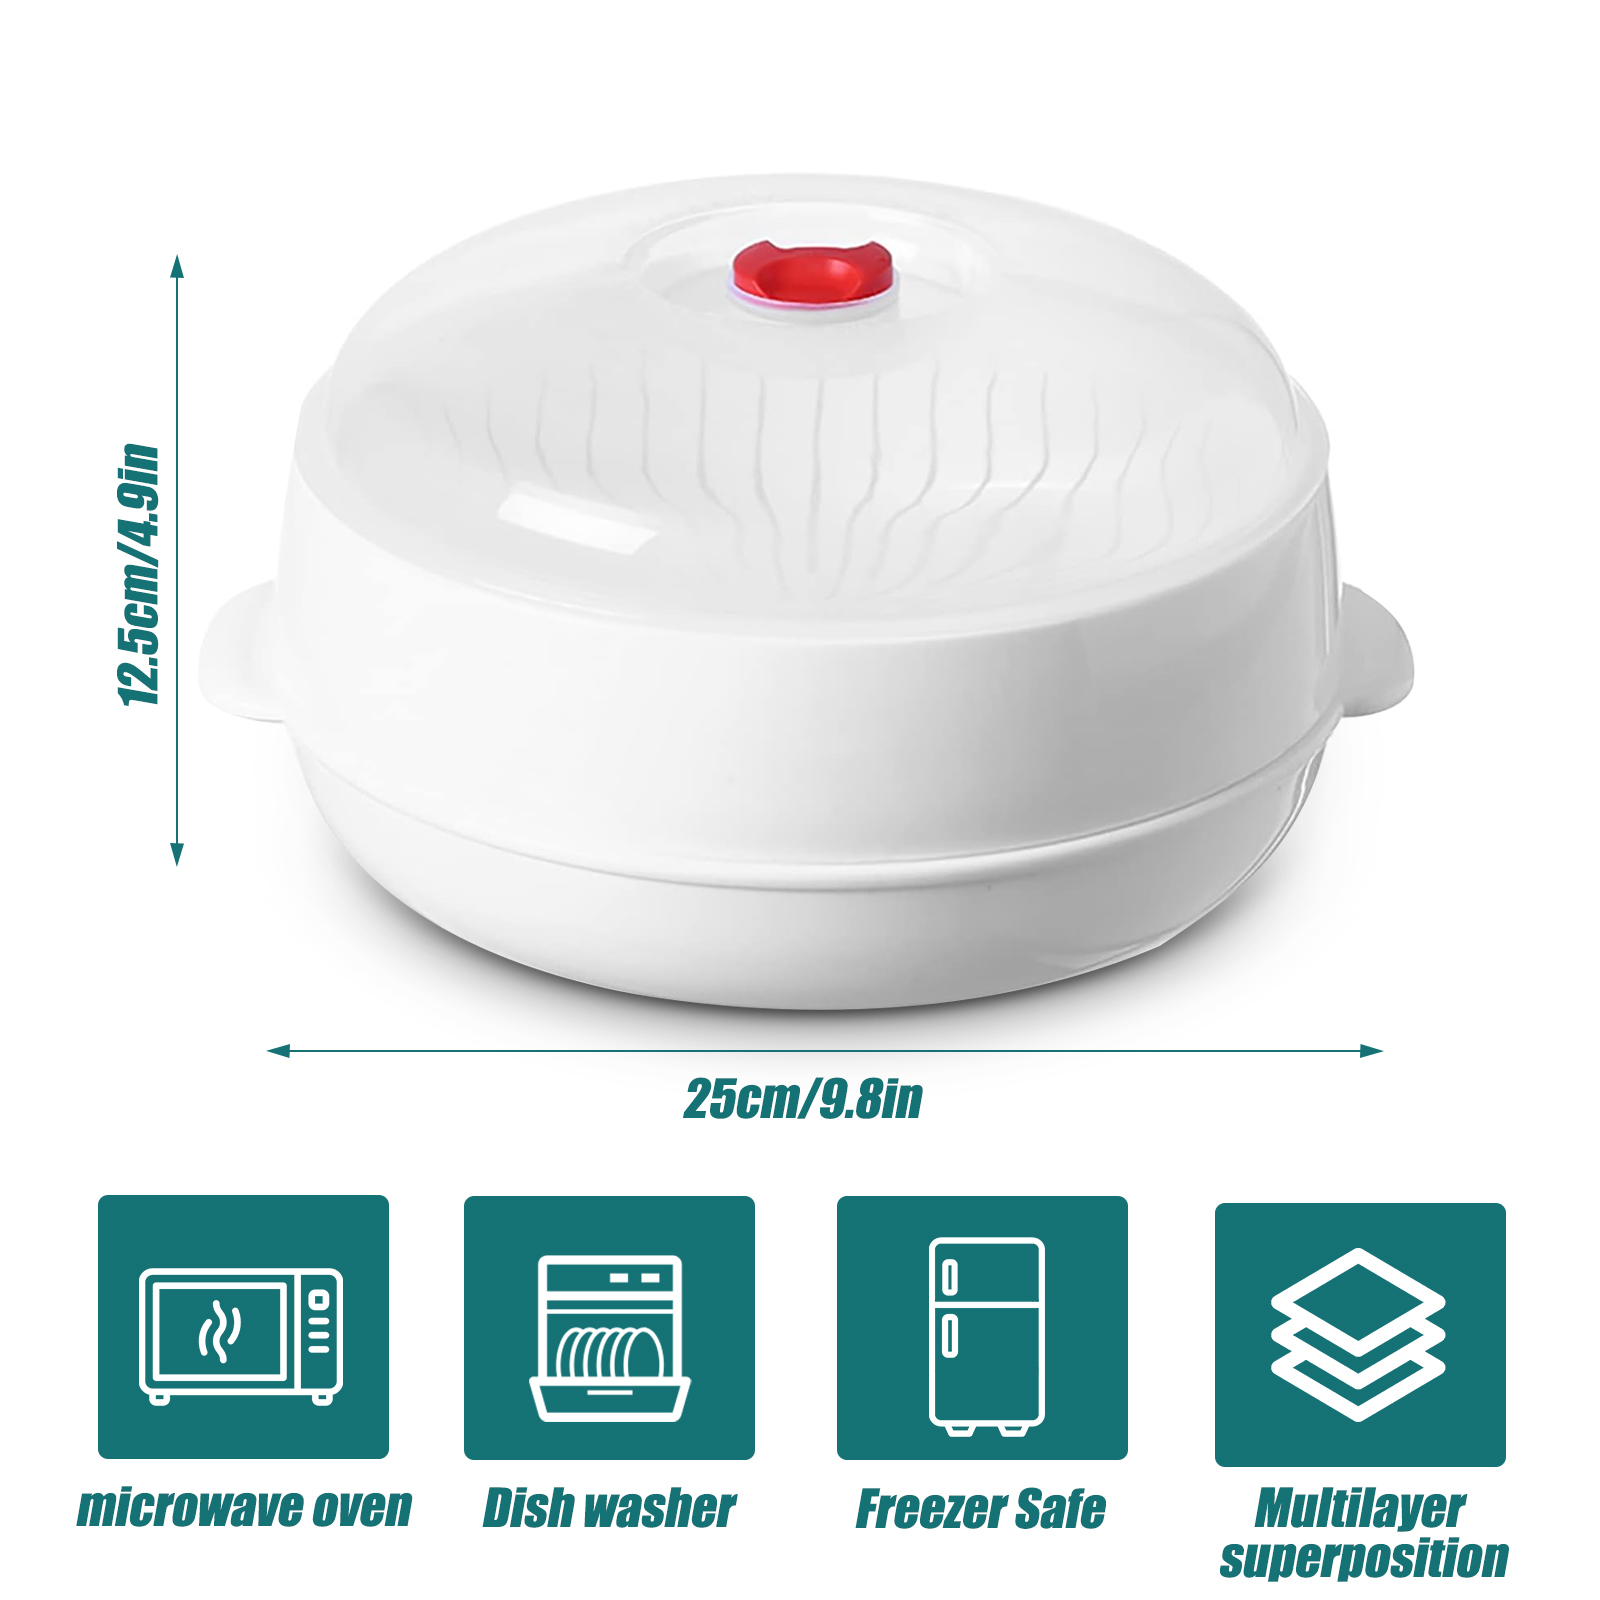 12.5cm/4.9in
25cm/9.8in
microwave oven
Dish washer
Freezer Safe
Multilayer
superposition